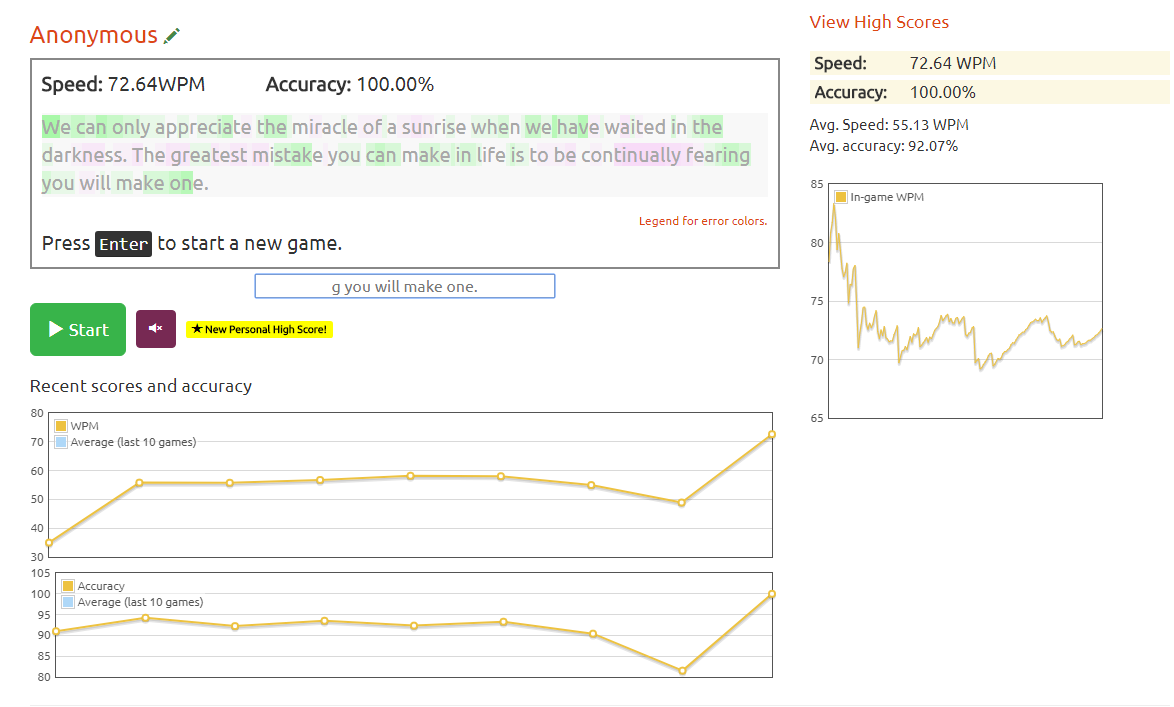 Anonymous
Speed: 72.64WPM Accuracy: 100.00%
We can only appreciate the miracle of a sunrise when we have waited in the
darkness. The greatest mistake you can make in life is to be continually fearing
you will make one.
Legend for error colors.
Press Enter to start a new game.
g you will make one.
Start
★ New Personal High Score!
Recent scores and accuracy
80
70
60
50
40
30
WPM
Average (last 10 games)
105
100
95
90
85
80
Accuracy
Average (last 10 games)
View High Scores
Speed: 72.64 WPM
Accuracy: 100.00%
Avg. Speed: 55.13 WPM
Avg. accuracy: 92.07%
85
80
75
70
65
In-game WPM